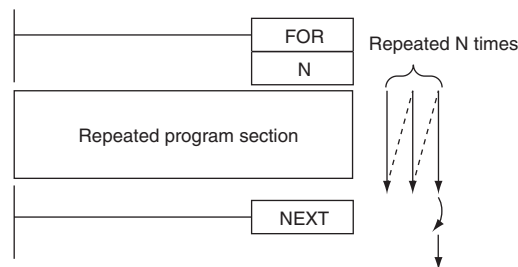 FOR
N
Repeated N times
Repeated program section
NEXT